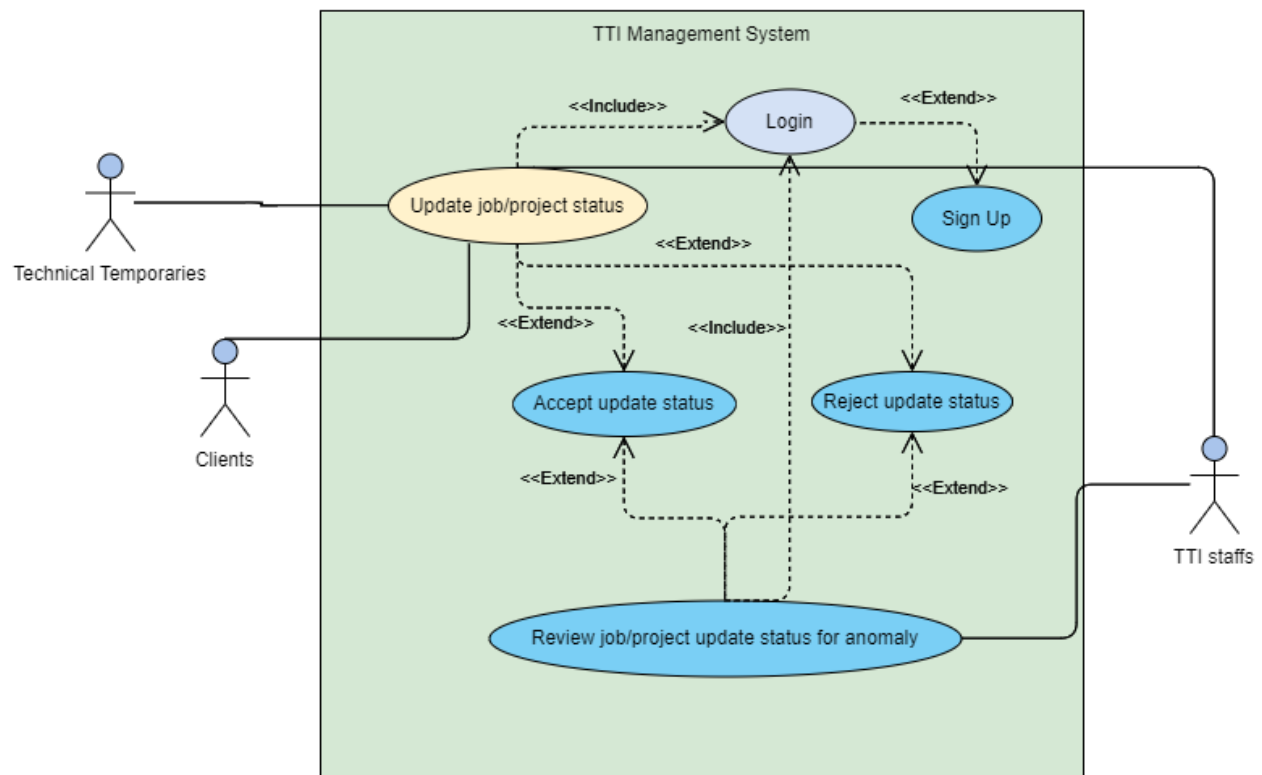 TTI Management System
<<Include>>
<<Extend>>
Login
Update job/project status
Sign Up
Technical Temporaries
<<Extend>>
<<Extend>>
<<Include>>
Accept update status
Reject update status
Clients
<<Extend>>
<<Extend>>
TTI staffs
Review job/project update status for anomaly